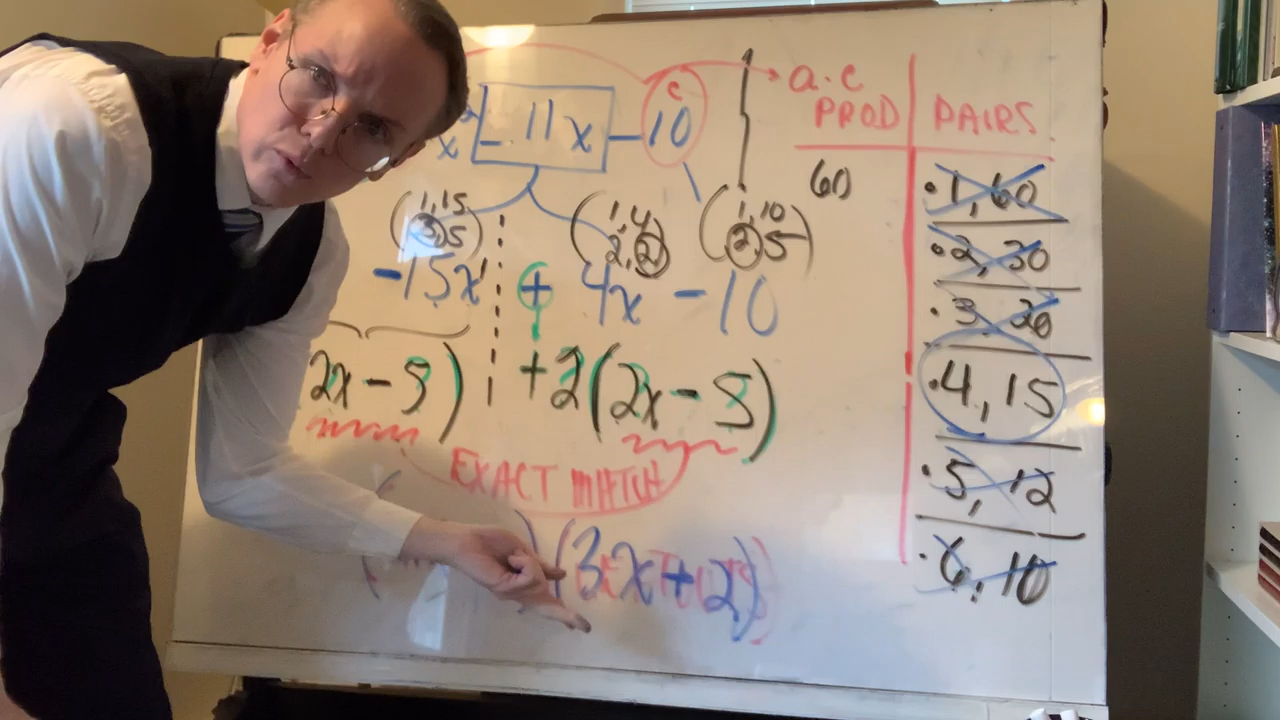 a.c
c
x² - 11x - 10
PROD
PAIRS
60
.1, 60
(1,15
3,5)
(1,4
2,2)
(1,10
2,5)
.2, 30
-15x + 4x - 10
.3, 20
2x - 5) + 2(2x - 5)
.4, 15
EXACT MATCH
.5, 12
)(3x + 2)
.6, 10